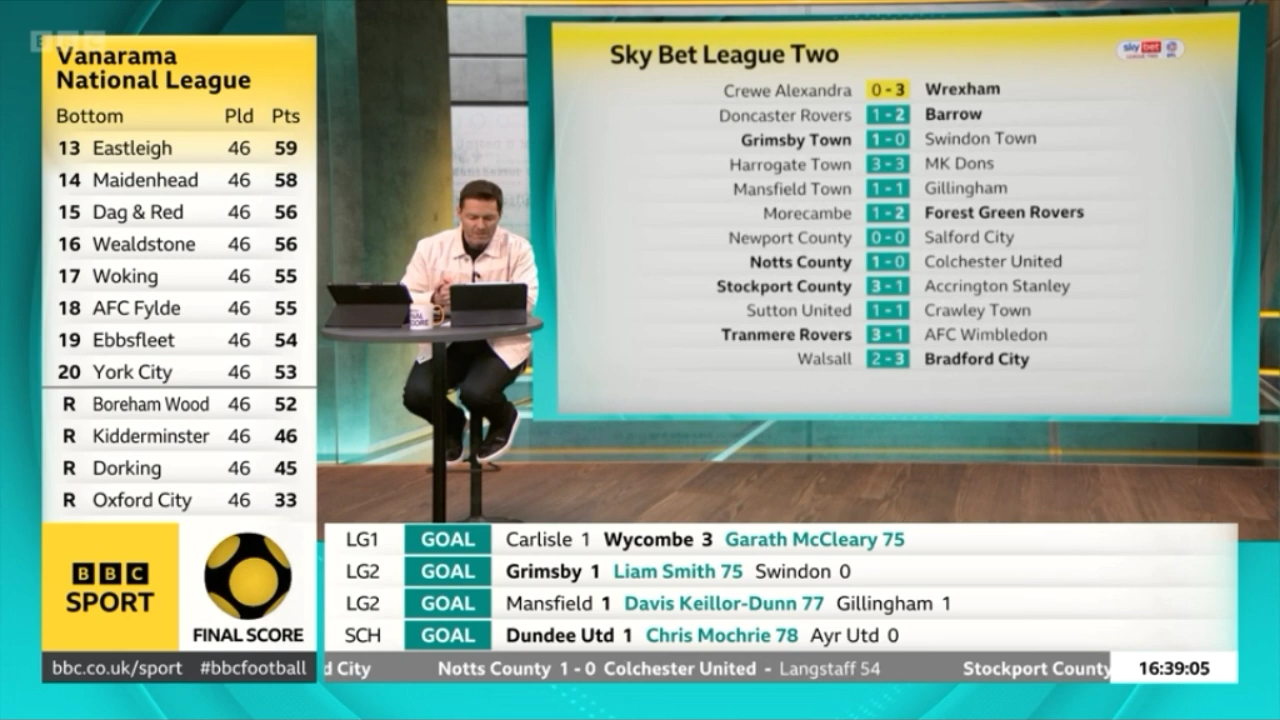 BBC
Vanarama
National League
Bottom Pld Pts
13 Eastleigh 46 59
14 Maidenhead 46 58
15 Dag & Red 46 56
16 Wealdstone 46 56
17 Woking 46 55
18 AFC Fylde 46 55
19 Ebbsfleet 46 54
20 York City 46 53
R Boreham Wood 46 52
R Kidderminster 46 46
R Dorking 46 45
R Oxford City 46 33
Sky Bet League Two
sky bet
Crewe Alexandra 0 - 3 Wrexham
Doncaster Rovers 1 - 2 Barrow
Grimsby Town 1 - 0 Swindon Town
Harrogate Town 3 - 3 MK Dons
Mansfield Town 1 - 1 Gillingham
Morecambe 1 - 2 Forest Green Rovers
Newport County 0 - 0 Salford City
Notts County 1 - 0 Colchester United
Stockport County 3 - 1 Accrington Stanley
Sutton United 1 - 1 Crawley Town
Tranmere Rovers 3 - 1 AFC Wimbledon
Walsall 2 - 3 Bradford City
FINAL
SCORE
BBC
SPORT
FINAL SCORE
LG1 GOAL Carlisle 1 Wycombe 3 Garath McCleary 75
LG2 GOAL Grimsby 1 Liam Smith 75 Swindon 0
LG2 GOAL Mansfield 1 Davis Keillor-Dunn 77 Gillingham 1
SCH GOAL Dundee Utd 1 Chris Mochrie 78 Ayr Utd 0
bbc.co.uk/sport #bbcfootball d City Notts County 1 - 0 Colchester United - Langstaff 54 Stockport County 16:39:05